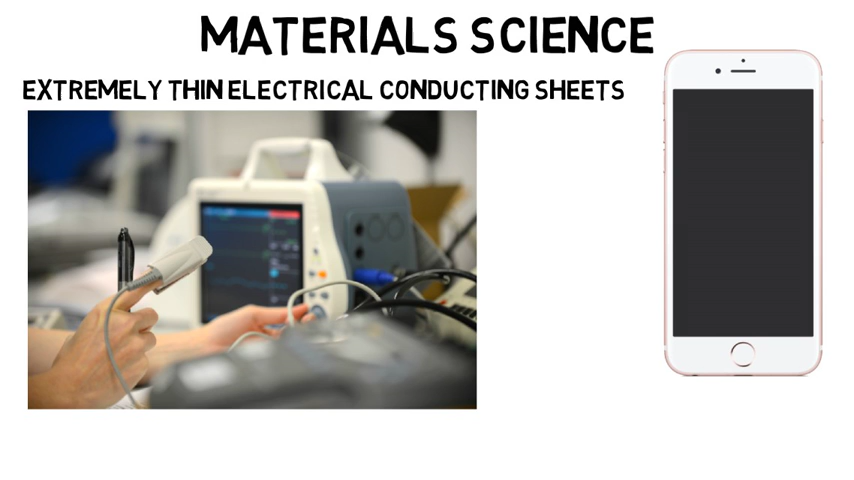 MATERIALS SCIENCE
EXTREMELY THIN ELECTRICAL CONDUCTING SHEETS